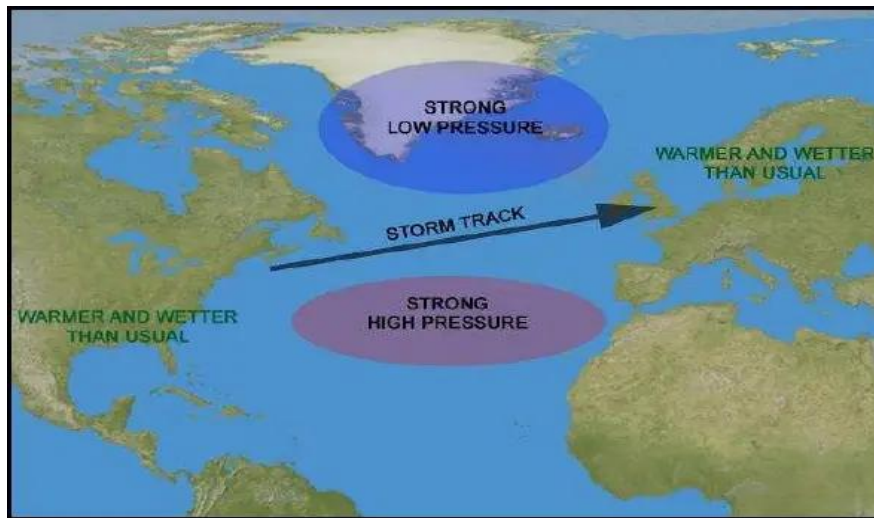 STRONG
LOW PRESSURE
WARMER AND WETTER
THAN USUAL
STORM TRACK
STRONG
HIGH PRESSURE
WARMER AND WETTER
THAN USUAL